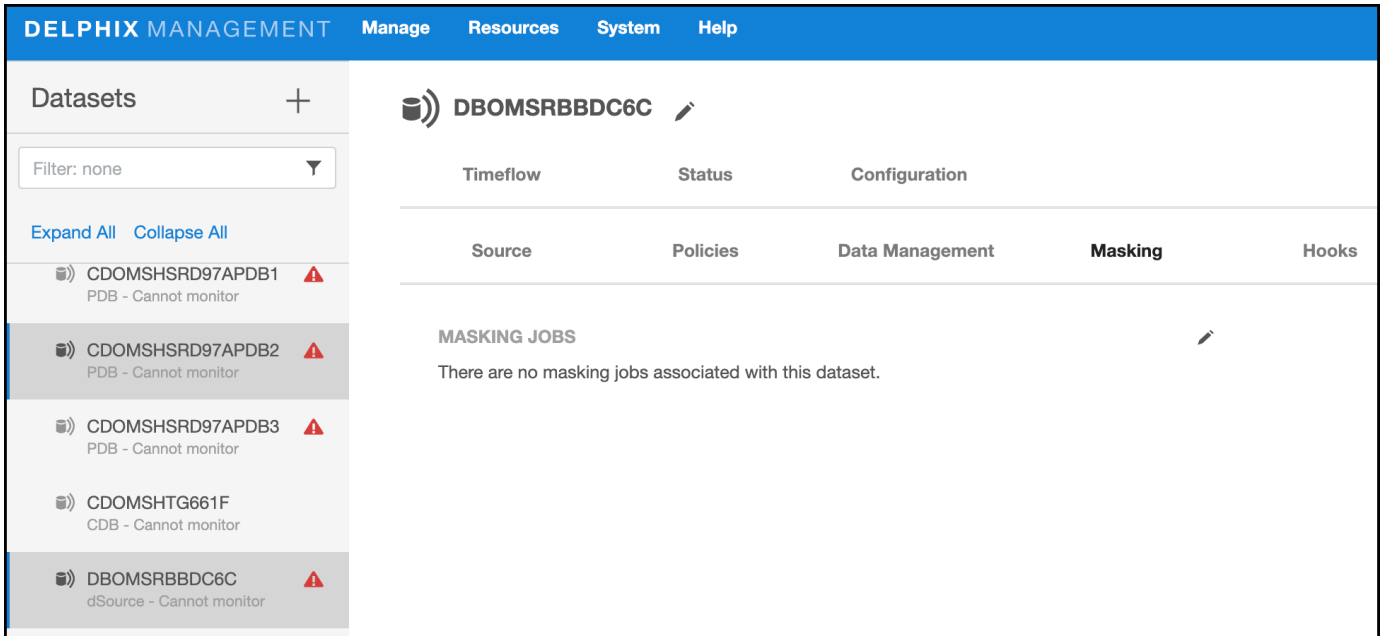 DELPHIX MANAGEMENT Manage Resources System Help
Datasets
Filter: none
Expand All Collapse All
CDOMSHSRD97APDB1
PDB - Cannot monitor
CDOMSHSRD97APDB2
PDB - Cannot monitor
CDOMSHSRD97APDB3
PDB - Cannot monitor
CDOMSHTG661F
CDB - Cannot monitor
DBOMSRBBDC6C
dSource - Cannot monitor
DBOMSRBBDC6C
Timeflow Status Configuration
Source Policies Data Management Masking Hooks
MASKING JOBS
There are no masking jobs associated with this dataset.